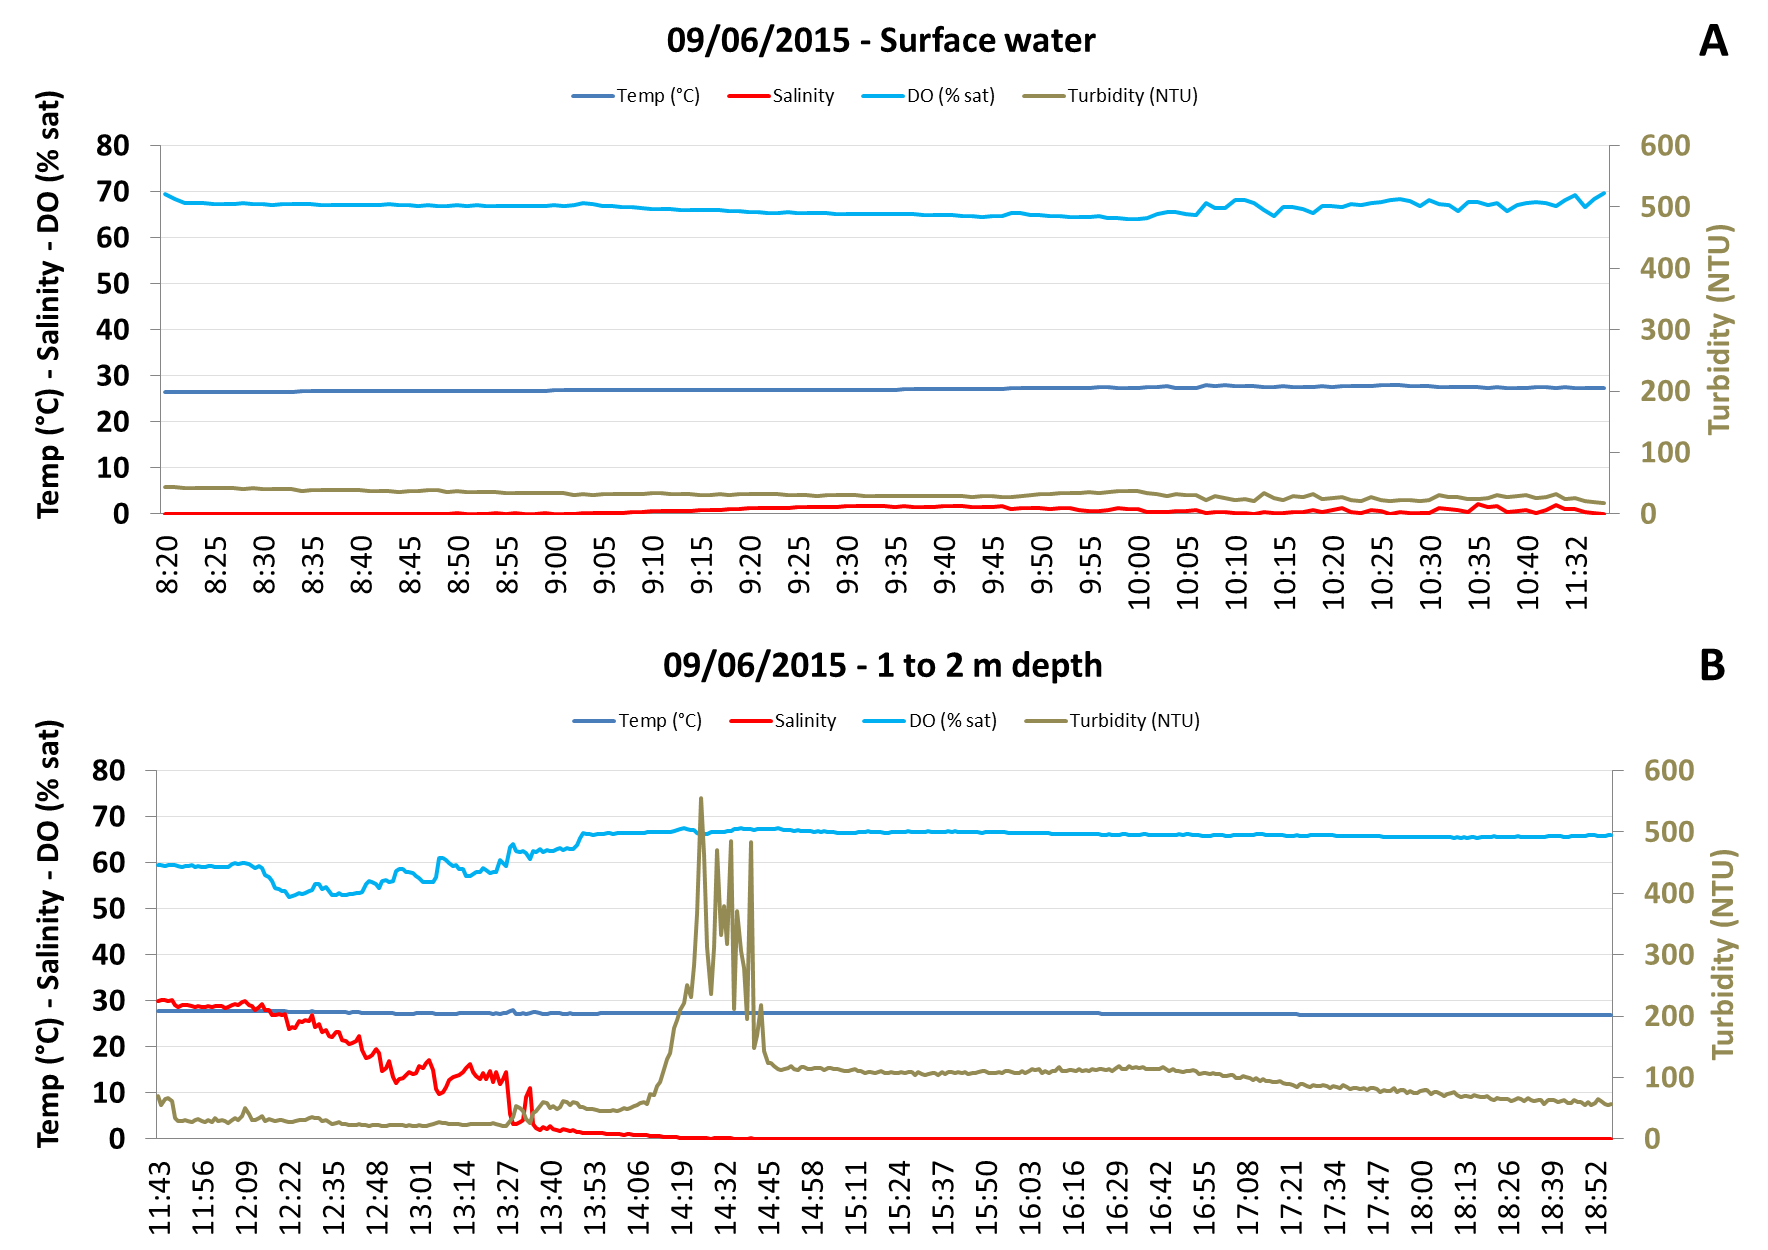 09/06/2015 - Surface water
A
Temp (°C) Salinity DO (% sat) Turbidity (NTU)
Temp (°C) - Salinity - DO (% sat)
80
70
60
50
40
30
20
10
0
600
500
400
300
200
100
0
Turbidity (NTU)
8:20 8:25 8:30 8:35 8:40 8:45 8:50 8:55 9:00 9:05 9:10 9:15 9:20 9:25 9:30 9:35 9:40 9:45 9:50 9:55 10:00 10:05 10:10 10:15 10:20 10:25 10:30 10:35 10:40 11:32
09/06/2015 - 1 to 2 m depth
B
Temp (°C) Salinity DO (% sat) Turbidity (NTU)
Temp (°C) - Salinity - DO (% sat)
80
70
60
50
40
30
20
10
0
600
500
400
300
200
100
0
Turbidity (NTU)
11:43 11:56 12:09 12:22 12:35 12:48 13:01 13:14 13:27 13:40 13:53 14:06 14:19 14:32 14:45 14:58 15:11 15:24 15:37 15:50 16:03 16:16 16:29 16:42 16:55 17:08 17:21 17:34 17:47 18:00 18:13 18:26 18:39 18:52